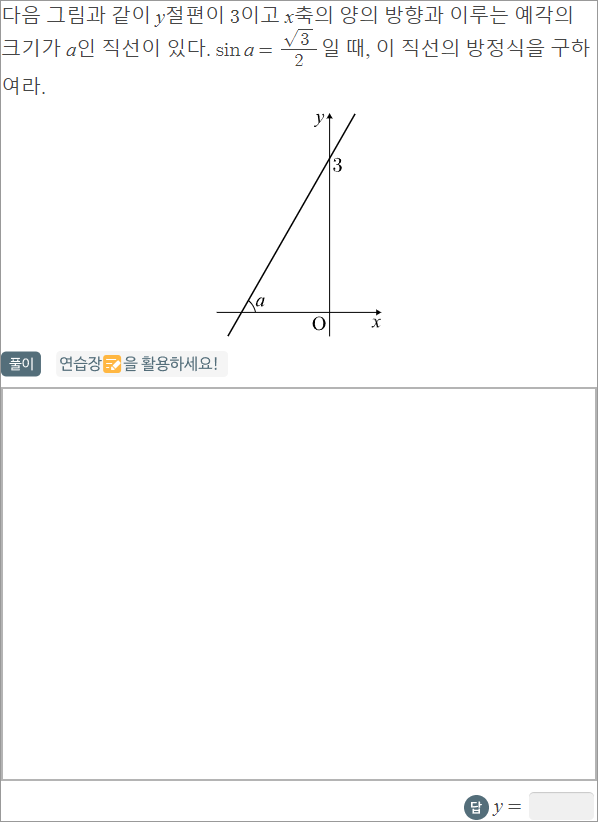 다음 그림과 같이 y절편이 3이고 x축의 양의 방향과 이루는 예각의
크기가 a인 직선이 있다. sin a = √3/2 일 때, 이 직선의 방정식을 구하
여라.
y
3
a
O
x
풀이 연습장을 활용하세요!
답 y =